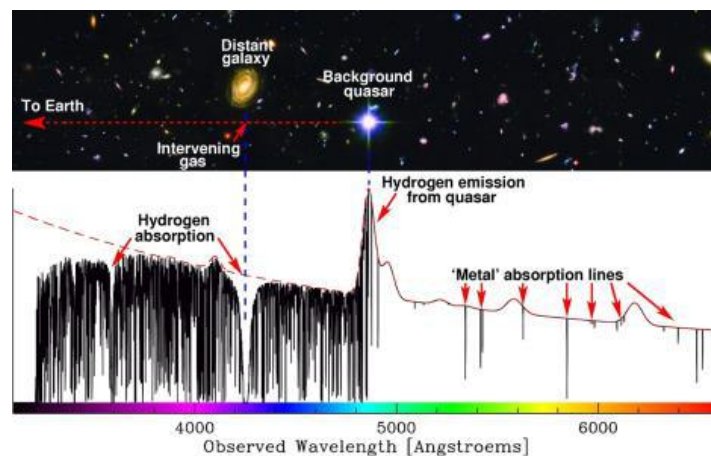 Distant
galaxy
Background
quasar
To Earth
Intervening
gas
Hydrogen emission
from quasar
Hydrogen
absorption
'Metal' absorption lines
4000 5000 6000
Observed Wavelength [Angstroems]